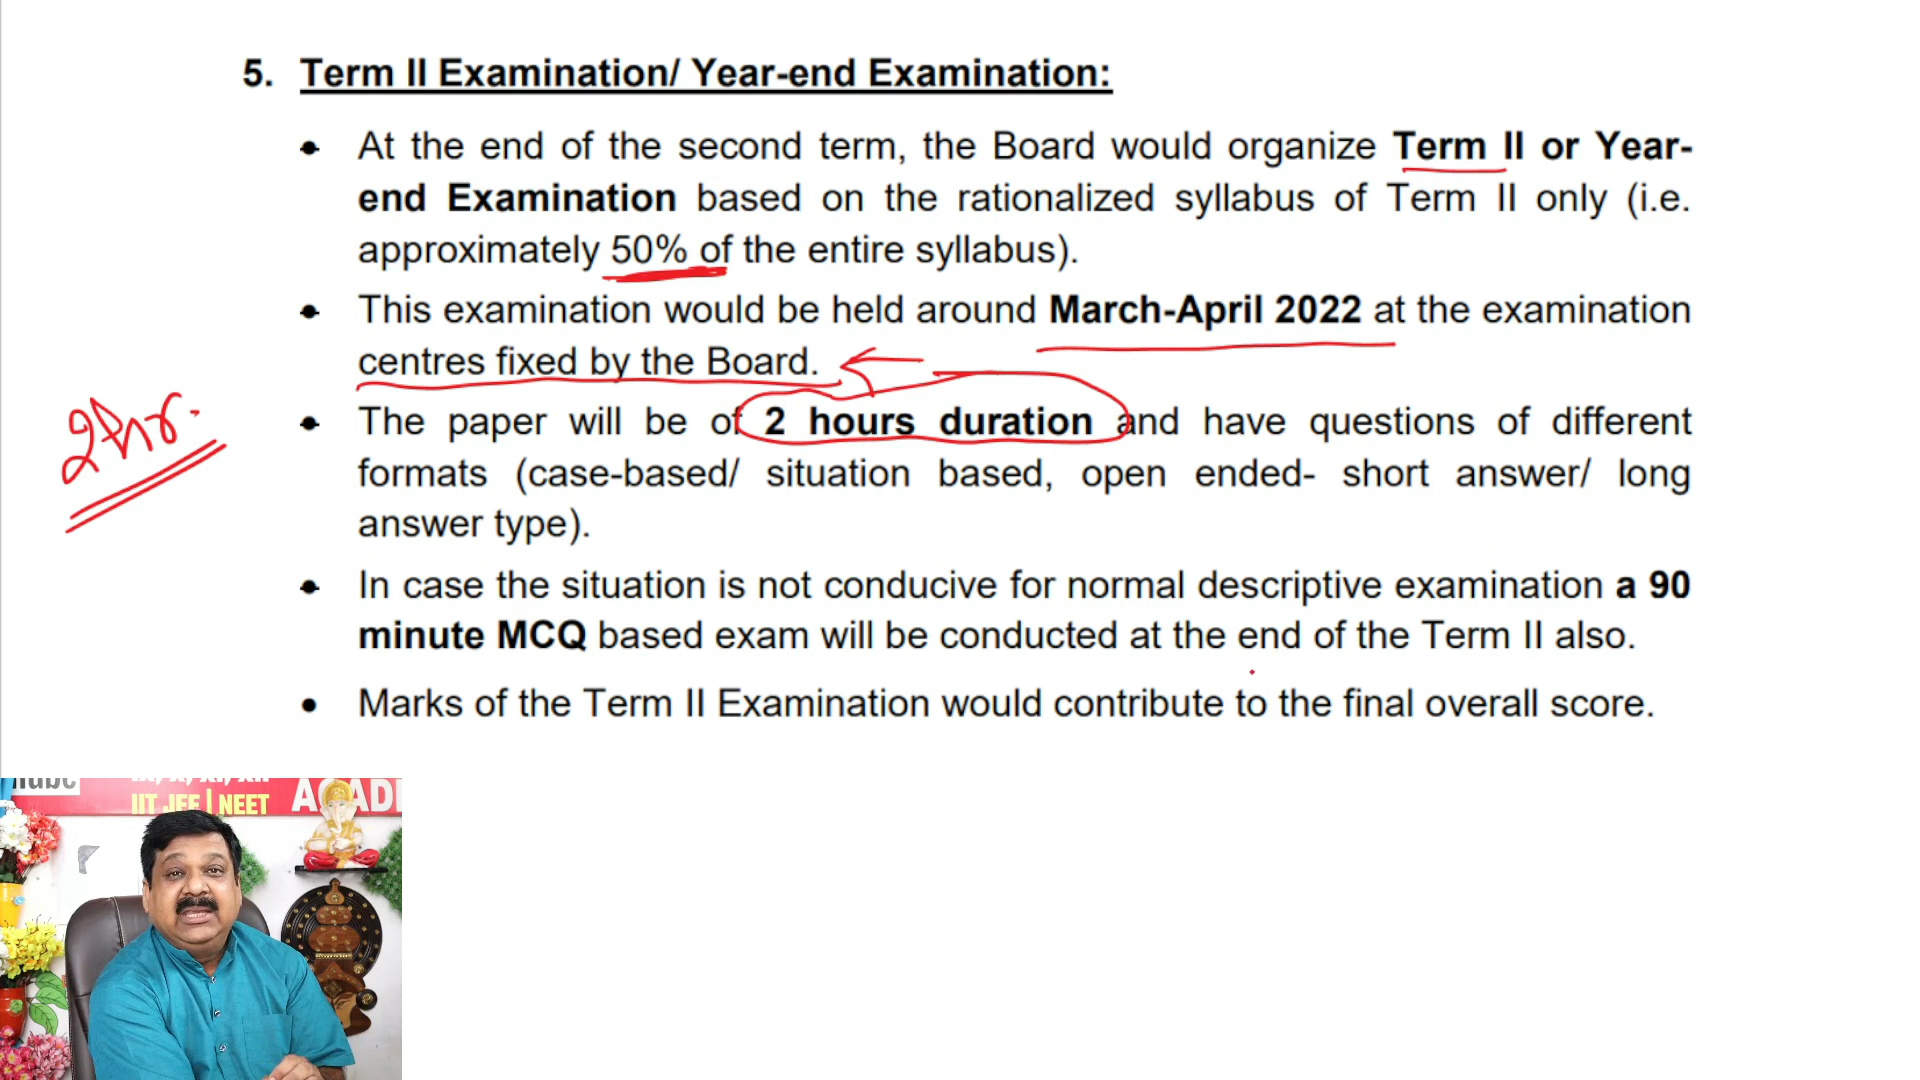 5. Term II Examination/ Year-end Examination:
• At the end of the second term, the Board would organize Term II or Year-
end Examination based on the rationalized syllabus of Term II only (i.e.
approximately 50% of the entire syllabus).
• This examination would be held around March-April 2022 at the examination
centres fixed by the Board.
2hr.
• The paper will be of 2 hours duration and have questions of different
formats (case-based/ situation based, open ended- short answer/ long
answer type).
• In case the situation is not conducive for normal descriptive examination a 90
minute MCQ based exam will be conducted at the end of the Term II also.
• Marks of the Term II Examination would contribute to the final overall score.
IIT JEE | NEET